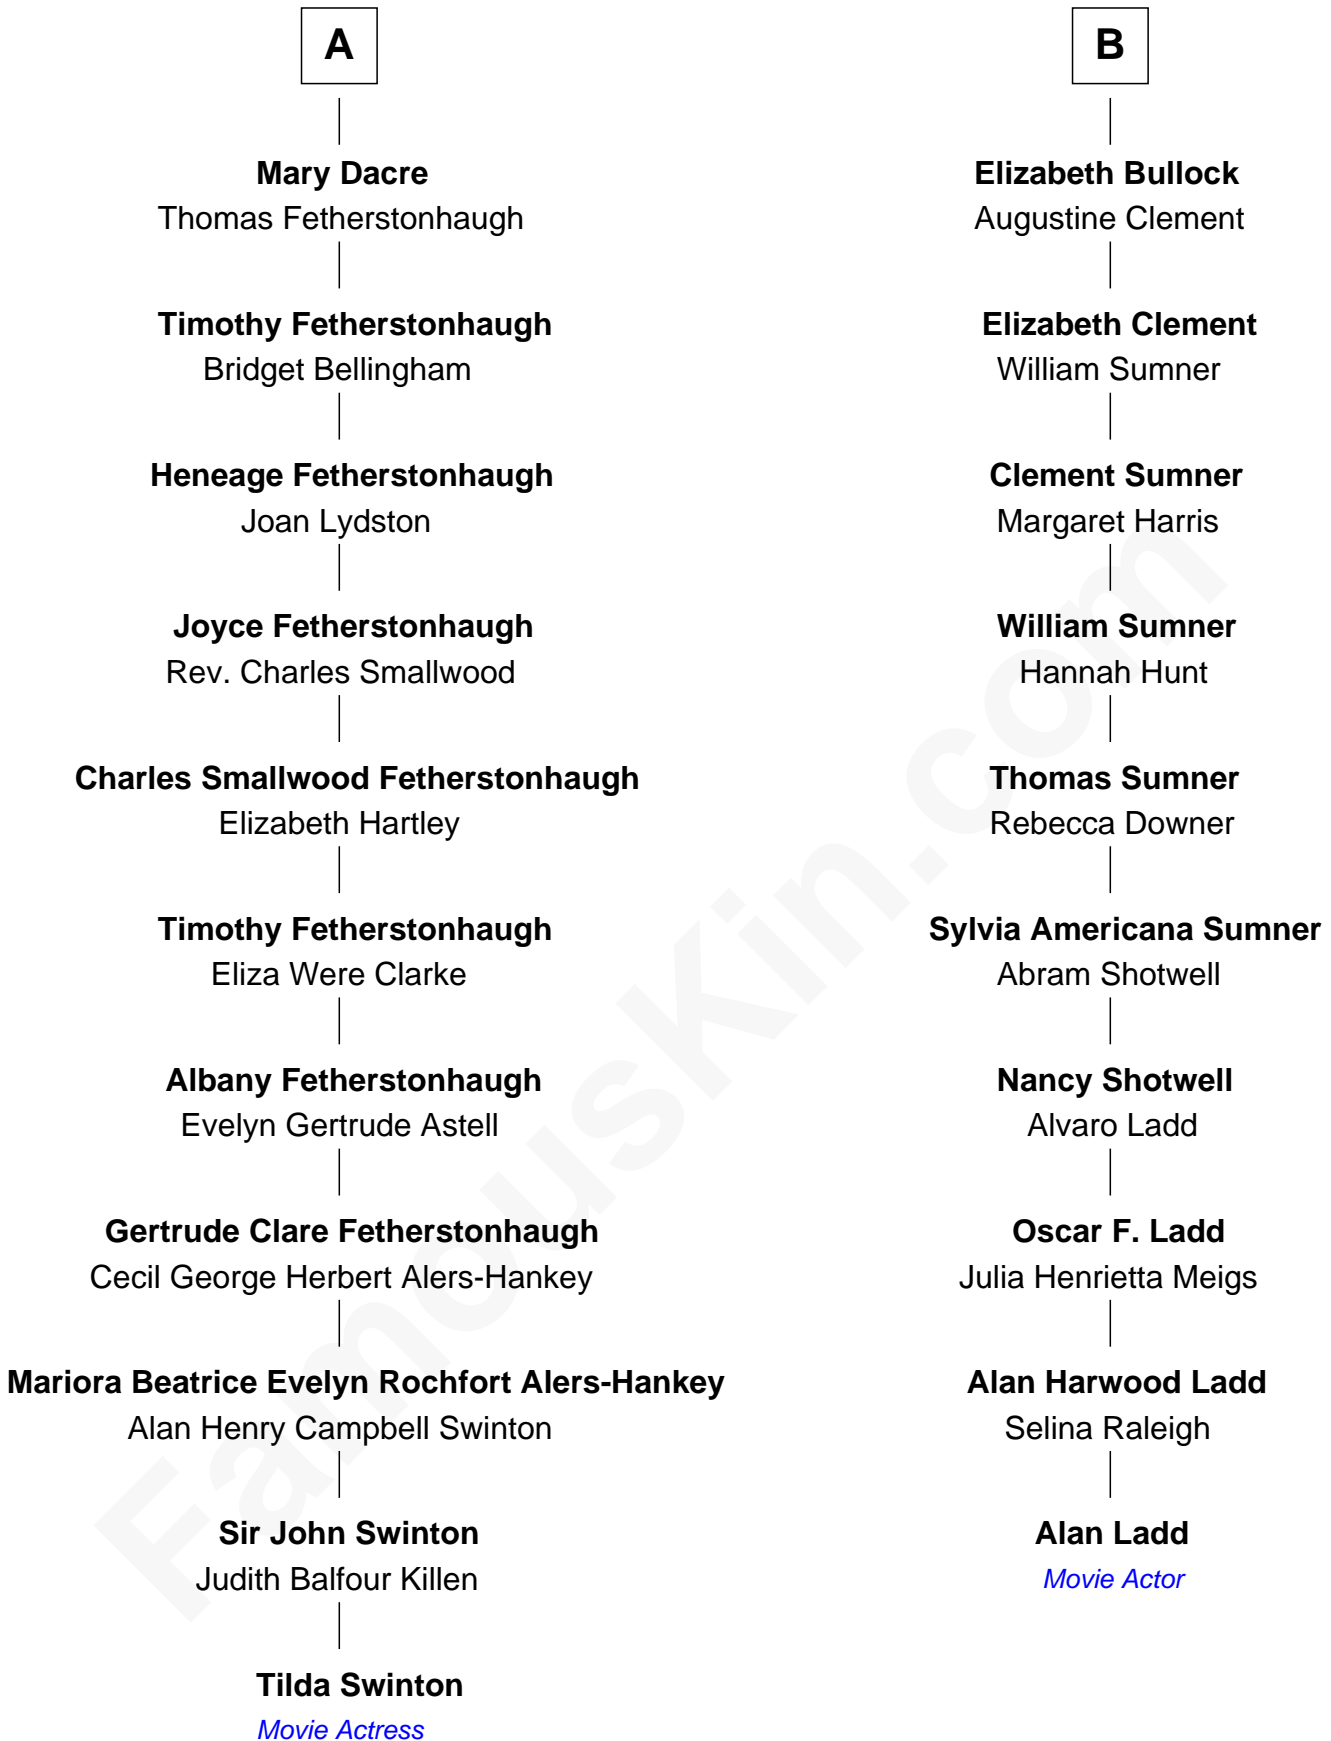 A
Mary Dacre
Thomas Fetherstonhaugh
Timothy Fetherstonhaugh
Bridget Bellingham
Heneage Fetherstonhaugh
Joan Lydston
Joyce Fetherstonhaugh
Rev. Charles Smallwood
Charles Smallwood Fetherstonhaugh
Elizabeth Hartley
Timothy Fetherstonhaugh
Eliza Were Clarke
Albany Fetherstonhaugh
Evelyn Gertrude Astell
Gertrude Clare Fetherstonhaugh
Cecil George Herbert Alers-Hankey
Mariora Beatrice Evelyn Rochfort Alers-Hankey
Alan Henry Campbell Swinton
Sir John Swinton
Judith Balfour Killen
Tilda Swinton
Movie Actress
B
Elizabeth Bullock
Augustine Clement
Elizabeth Clement
William Sumner
Clement Sumner
Margaret Harris
William Sumner
Hannah Hunt
Thomas Sumner
Rebecca Downer
Sylvia Americana Sumner
Abram Shotwell
Nancy Shotwell
Alvaro Ladd
Oscar F. Ladd
Julia Henrietta Meigs
Alan Harwood Ladd
Selina Raleigh
Alan Ladd
Movie Actor
FamousKin.com